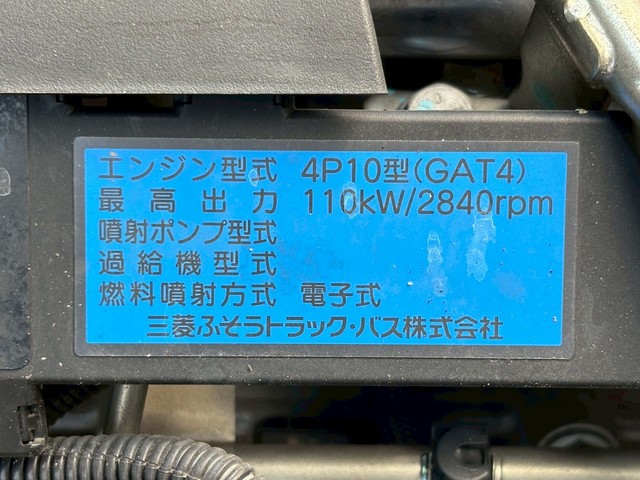 エンジン型式 4P10型(GAT4)
最高出力 110kW/2840rpm
噴射ポンプ型式
過給機型式
燃料噴射方式 電子式
三菱ふそうトラック・バス株式会社